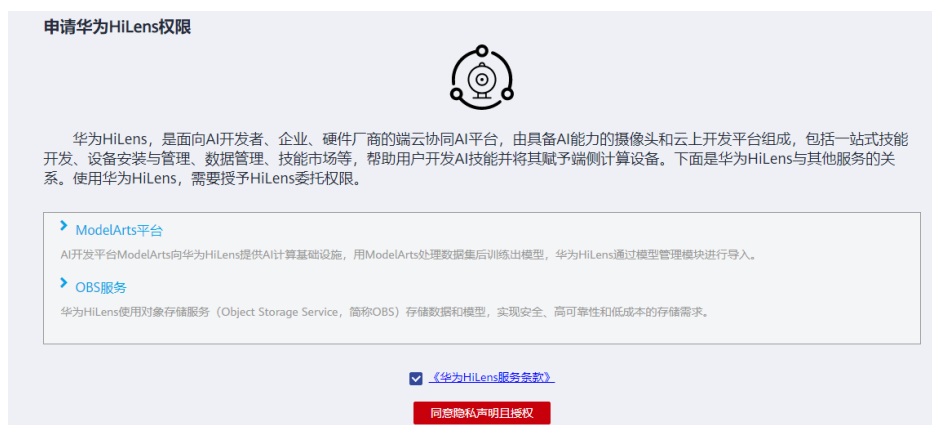 申请华为HiLens权限
华为HiLens，是面向AI开发者、企业、硬件厂商的端云协同AI平台，由具备AI能力的摄像头和云上开发平台组成，包括一站式技能
开发、设备安装与管理、数据管理、技能市场等，帮助用户开发AI技能并将其赋予端侧计算设备。下面是华为HiLens与其他服务的关
系。使用华为HiLens，需要授予HiLens委托权限。
ModelArts平台
AI开发平台ModelArts向华为HiLens提供AI计算基础设施，用ModelArts处理数据集后训练出模型，华为HiLens通过模型管理模块进行导入。
OBS服务
华为HiLens使用对象存储服务（Object Storage Service，简称OBS）存储数据和模型，实现安全、高可靠性和低成本的存储需求。
《华为HiLens服务条款》
同意隐私声明且授权